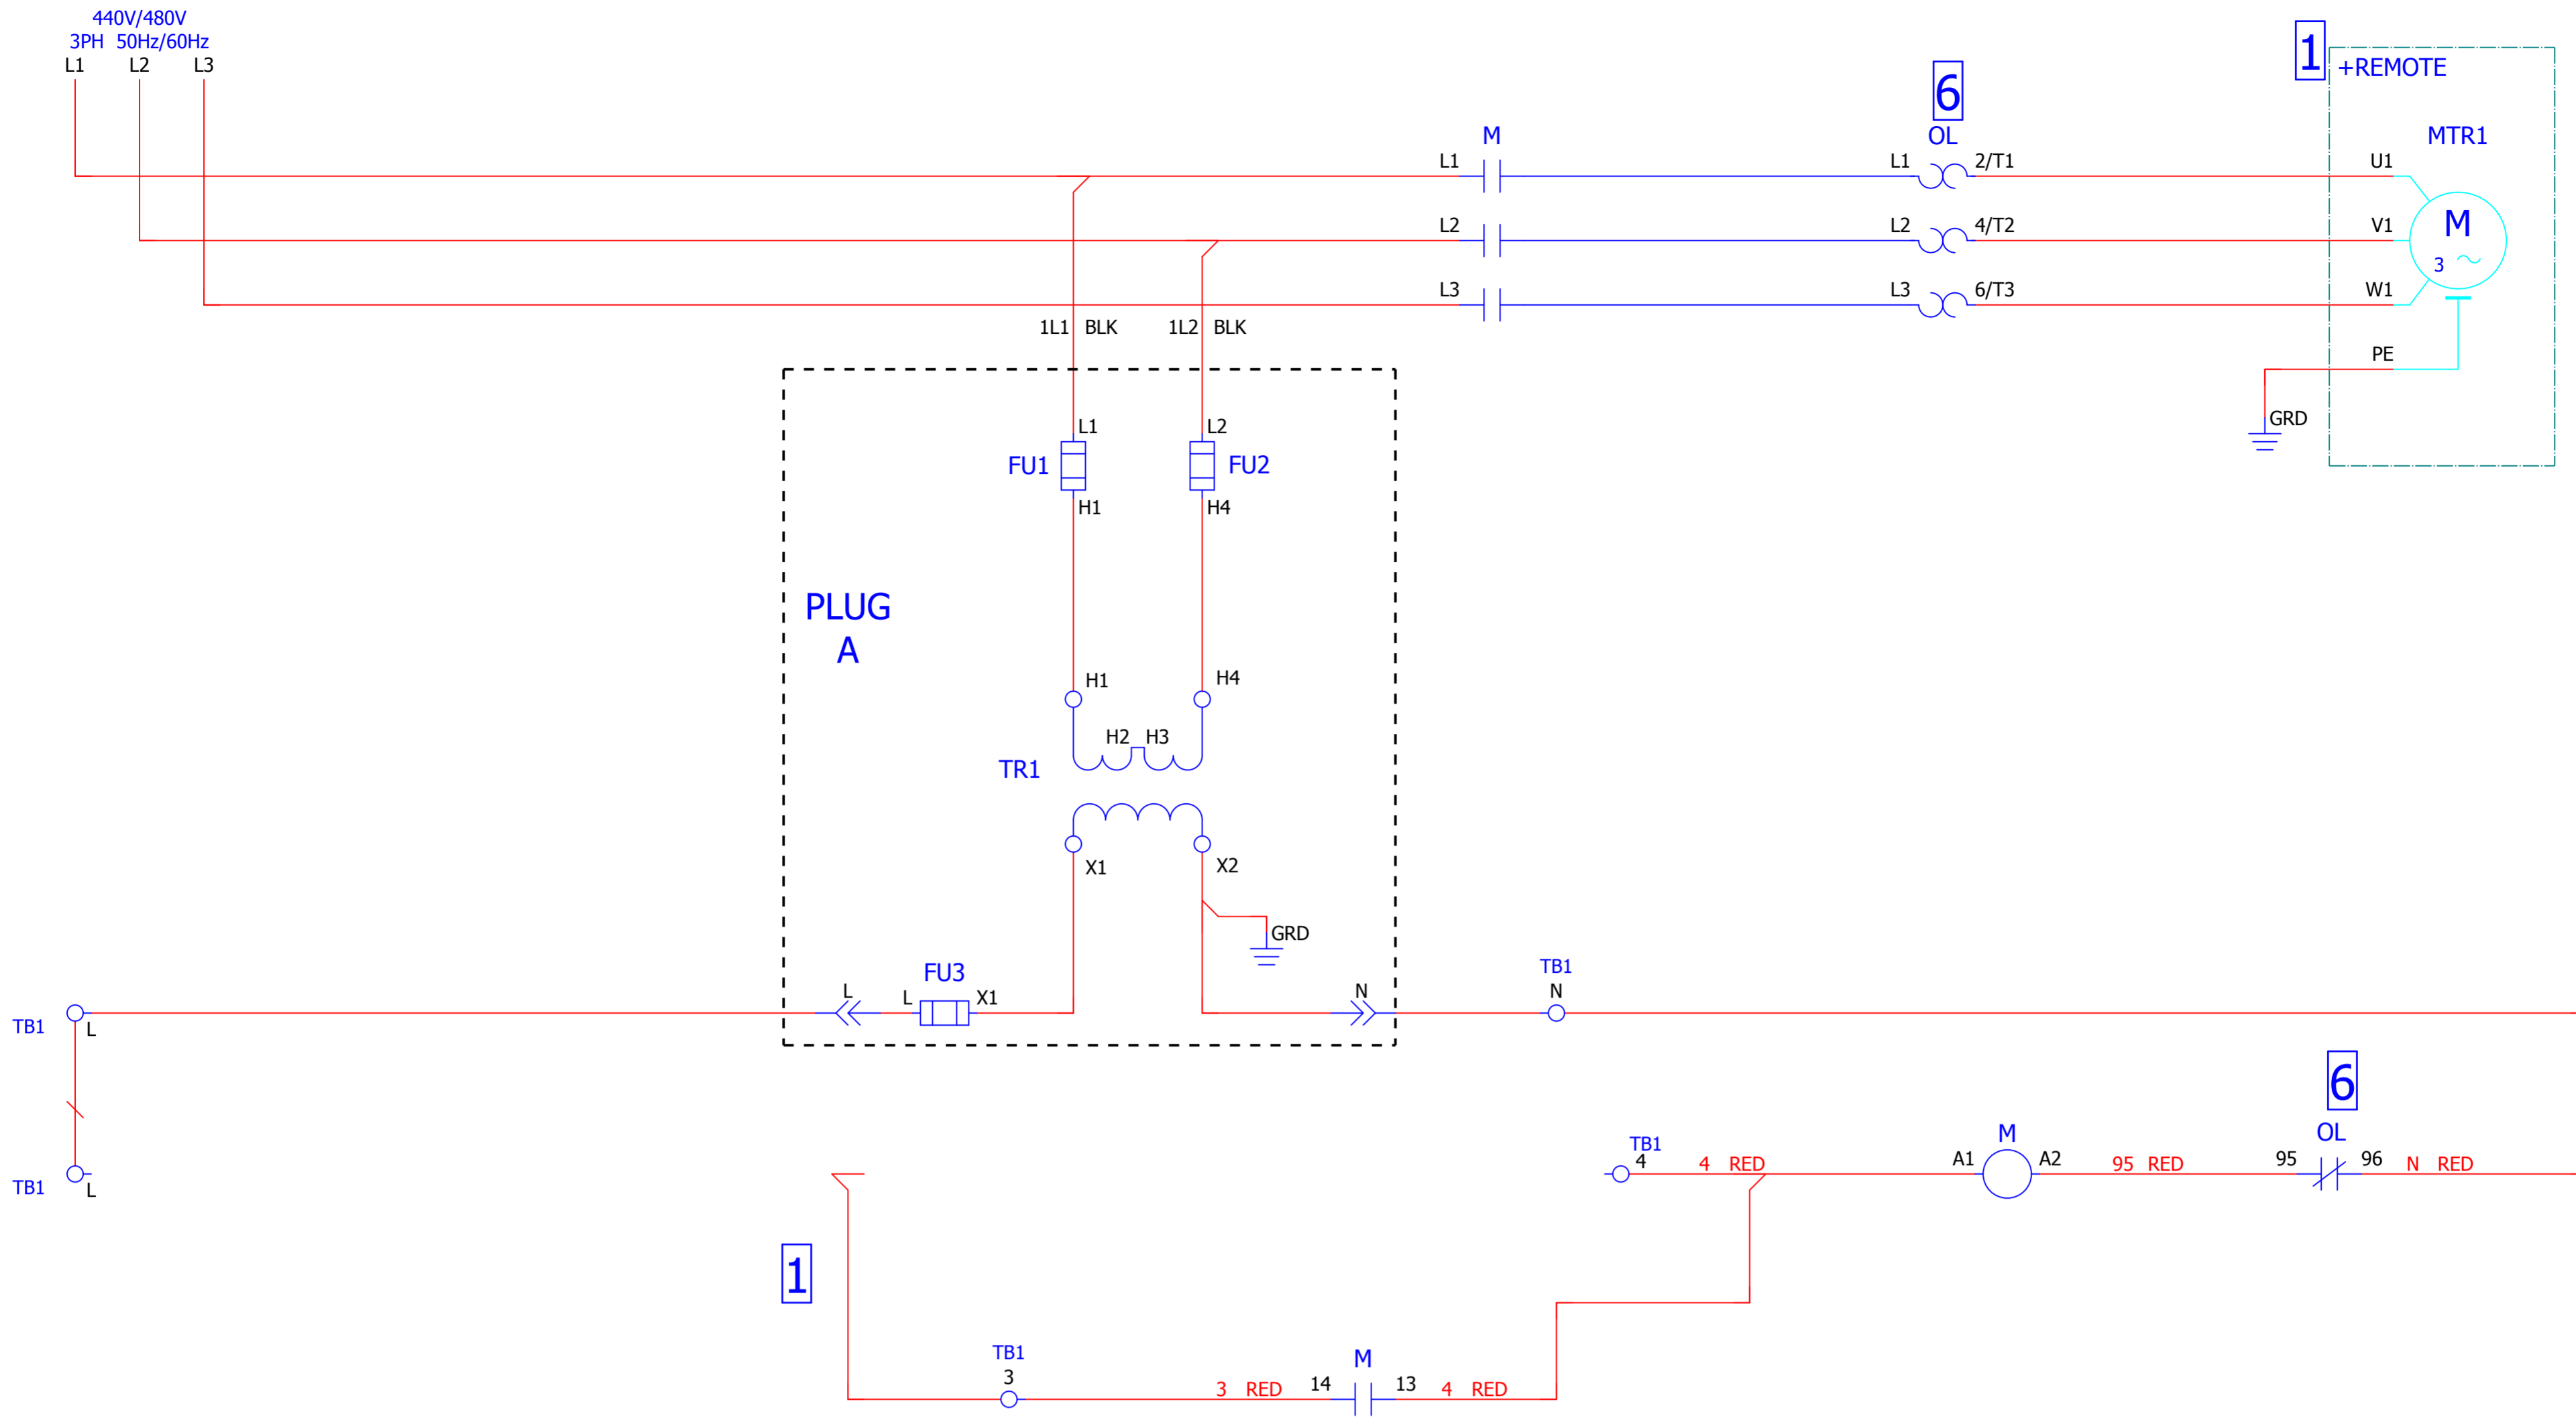 440V/480V
3PH 50Hz/60Hz
L1 L2 L3
1
+REMOTE
6
OL
M
MTR1
L1
L1 2/T1
U1
L2
L2 4/T2
V1
M
3
L3
L3 6/T3
W1
1L1 BLK
1L2 BLK
PE
GRD
L1
L2
FU1
FU2
H1
H4
PLUG
A
H1
H4
H2 H3
TR1
X1
X2
GRD
FU3
L
L X1
N
TB1
N
TB1
L
6
TB1
4
4 RED
M
A1 A2
95 RED
OL
95 96
N RED
TB1
L
1
TB1
3
3 RED
M
14 13
4 RED